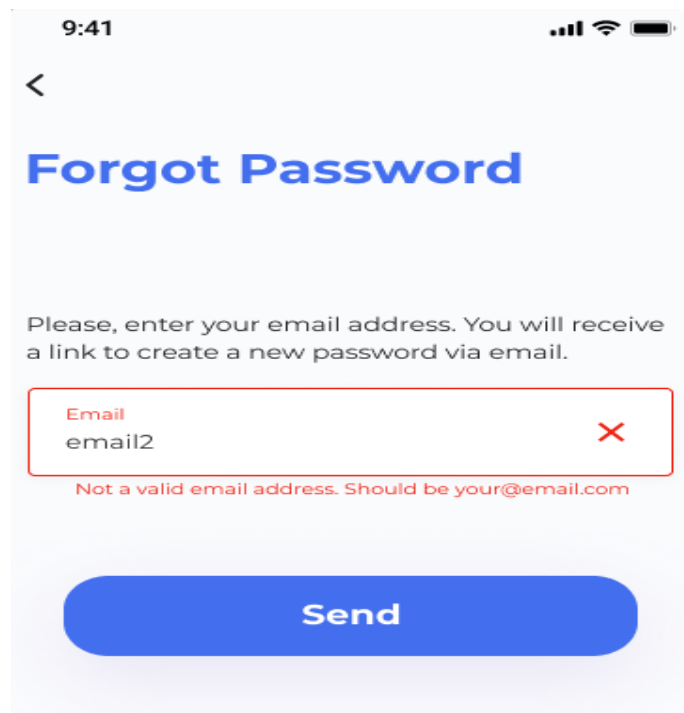 9:41
Forgot Password
Please, enter your email address. You will receive
a link to create a new password via email.
Email
email2
Not a valid email address. Should be your@email.com
Send